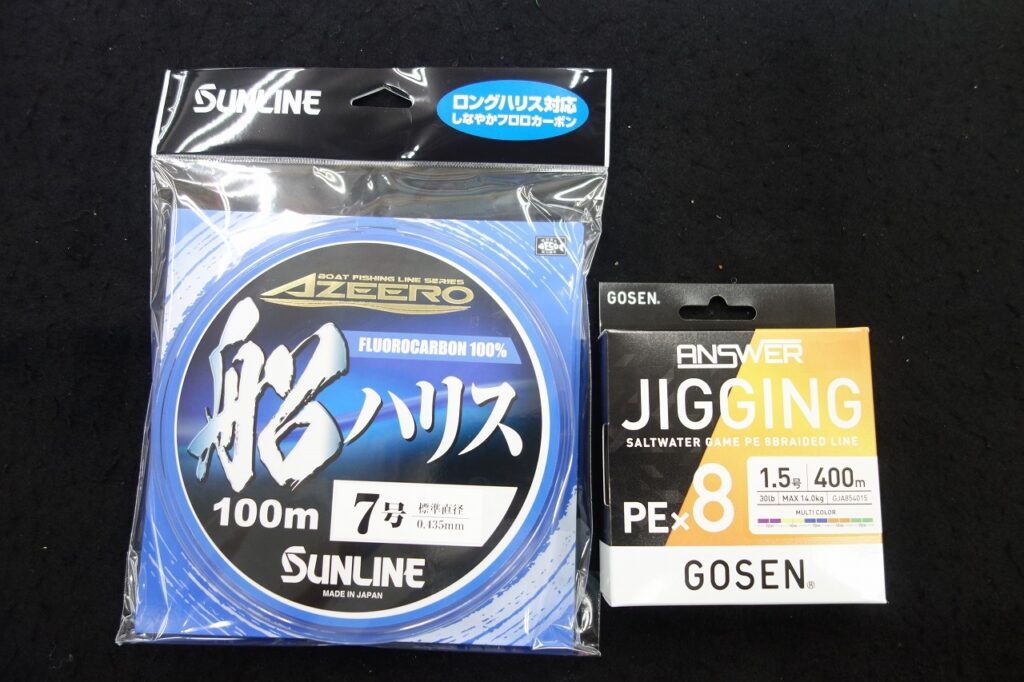 SUNLINE
ロングハリス対応
しなやかフロロカーボン
BOAT FISHING LINE SERIES
AZEERO
FLUOROCARBON 100%
船ハリス
100m
7号
標準直径
0.435mm
SUNLINE
MADE IN JAPAN
GOSEN®
ANSWER
JIGGING
SALTWATER GAME PE 8BRAIDED LINE
PE×8
1.5号 400m
30lb MAX 14.0kg GJA854015
MULTI COLOR
GOSEN®